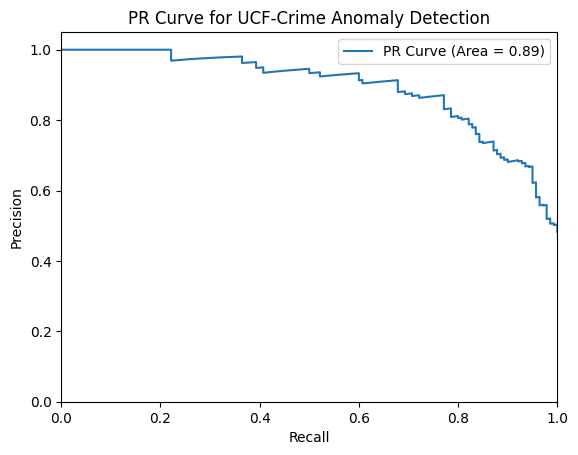 PR Curve for UCF-Crime Anomaly Detection
PR Curve (Area = 0.89)
1.0
0.8
0.6
0.4
0.2
0.0
Precision
0.0 0.2 0.4 0.6 0.8 1.0
Recall